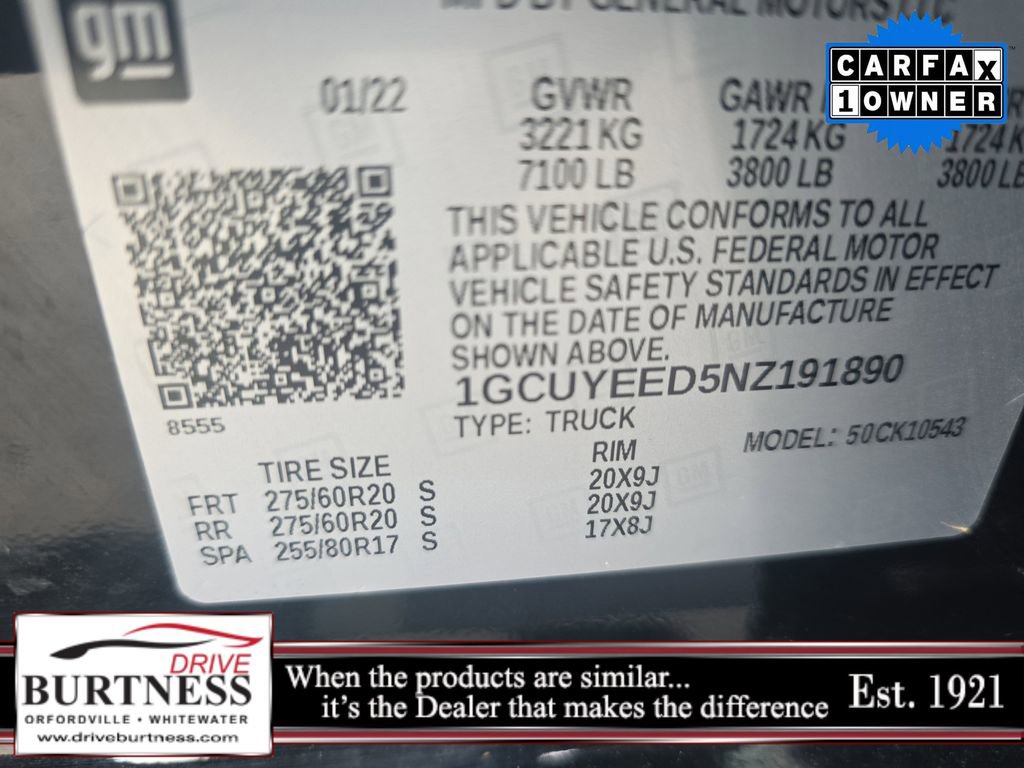 gm
MFD BY GENERAL MOTORS LLC
01/22
GVWR
GAWR
3221 KG
1724 KG
1724 K
7100 LB
3800 LB
3800 LB
THIS VEHICLE CONFORMS TO ALL
APPLICABLE U.S. FEDERAL MOTOR
VEHICLE SAFETY STANDARDS IN EFFECT
ON THE DATE OF MANUFACTURE
SHOWN ABOVE.
1GCUYEED5NZ191890
TYPE: TRUCK
MODEL: 50CK10543
8555
TIRE SIZE
RIM
FRT 275/60R20 S 20X9J
RR 275/60R20 S 20X9J
SPA 255/80R17 S 17X8J
CARFAX
1 OWNER
DRIVE
BURTNESS
ORFORDVILLE • WHITEWATER
www.driveburtness.com
When the products are similar...
it's the Dealer that makes the difference
Est. 1921